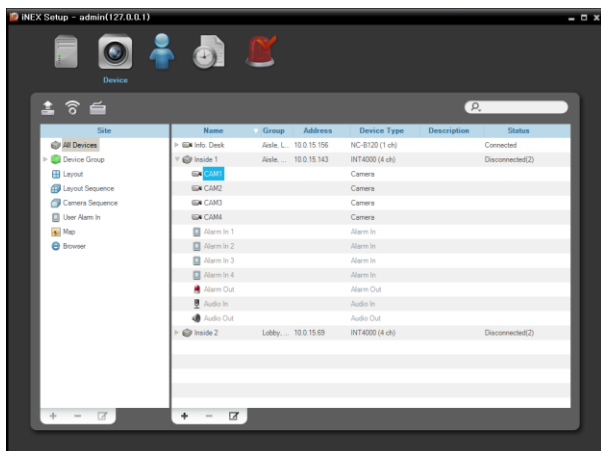 iNEX Setup - admin(127.0.0.1)
Device
Site
All Devices
Device Group
Layout
Layout Sequence
Camera Sequence
User Alarm In
Map
Browser
Name Group Address Device Type Description Status
Info. Desk Aisle, L... 10.0.15.156 NC-B120 (1 ch) Connected
Inside 1 Aisle, ... 10.0.15.143 INT4000 (4 ch) Disconnected(2)
CAM1 Camera
CAM2 Camera
CAM3 Camera
CAM4 Camera
Alarm In 1 Alarm In
Alarm In 2 Alarm In
Alarm In 3 Alarm In
Alarm In 4 Alarm In
Alarm Out Alarm Out
Audio In Audio In
Audio Out Audio Out
Inside 2 Lobby, ... 10.0.15.69 INT4000 (4 ch) Disconnected(2)